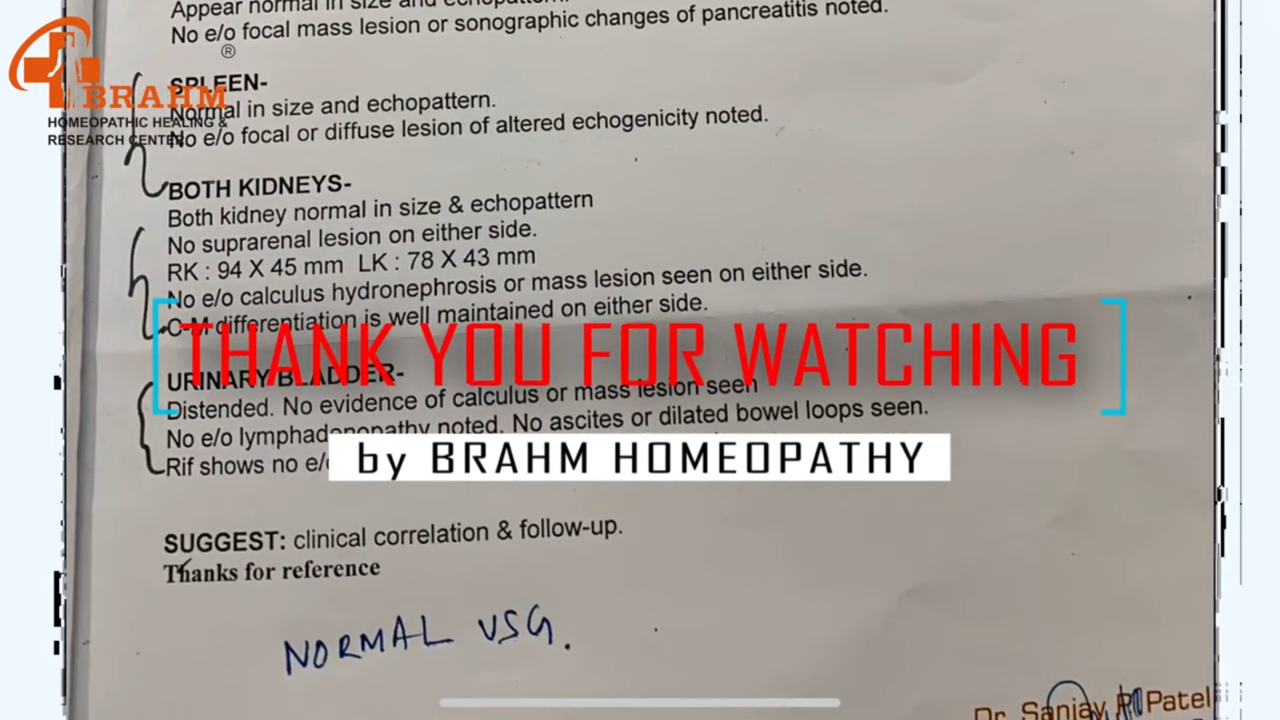 Appear normal in size and echopattern.
No e/o focal mass lesion or sonographic changes of pancreatitis noted.
®
BRAHM
HOMEOPATHIC HEALING &
RESEARCH CENTER
SPLEEN-
Normal in size and echopattern.
No e/o focal or diffuse lesion of altered echogenicity noted.
BOTH KIDNEYS-
Both kidney normal in size & echopattern
No suprarenal lesion on either side.
RK : 94 X 45 mm LK : 78 X 43 mm
No e/o calculus hydronephrosis or mass lesion seen on either side.
C-M differentiation is well maintained on either side.
THANK YOU FOR WATCHING
URINARY BLADDER-
Distended. No evidence of calculus or mass lesion seen
No e/o lymphadenopathy noted. No ascites or dilated bowel loops seen.
Rif shows no e/o
by BRAHM HOMEOPATHY
SUGGEST: clinical correlation & follow-up.
Thanks for reference
NORMAL USG.
Dr. Sanjay R Patel